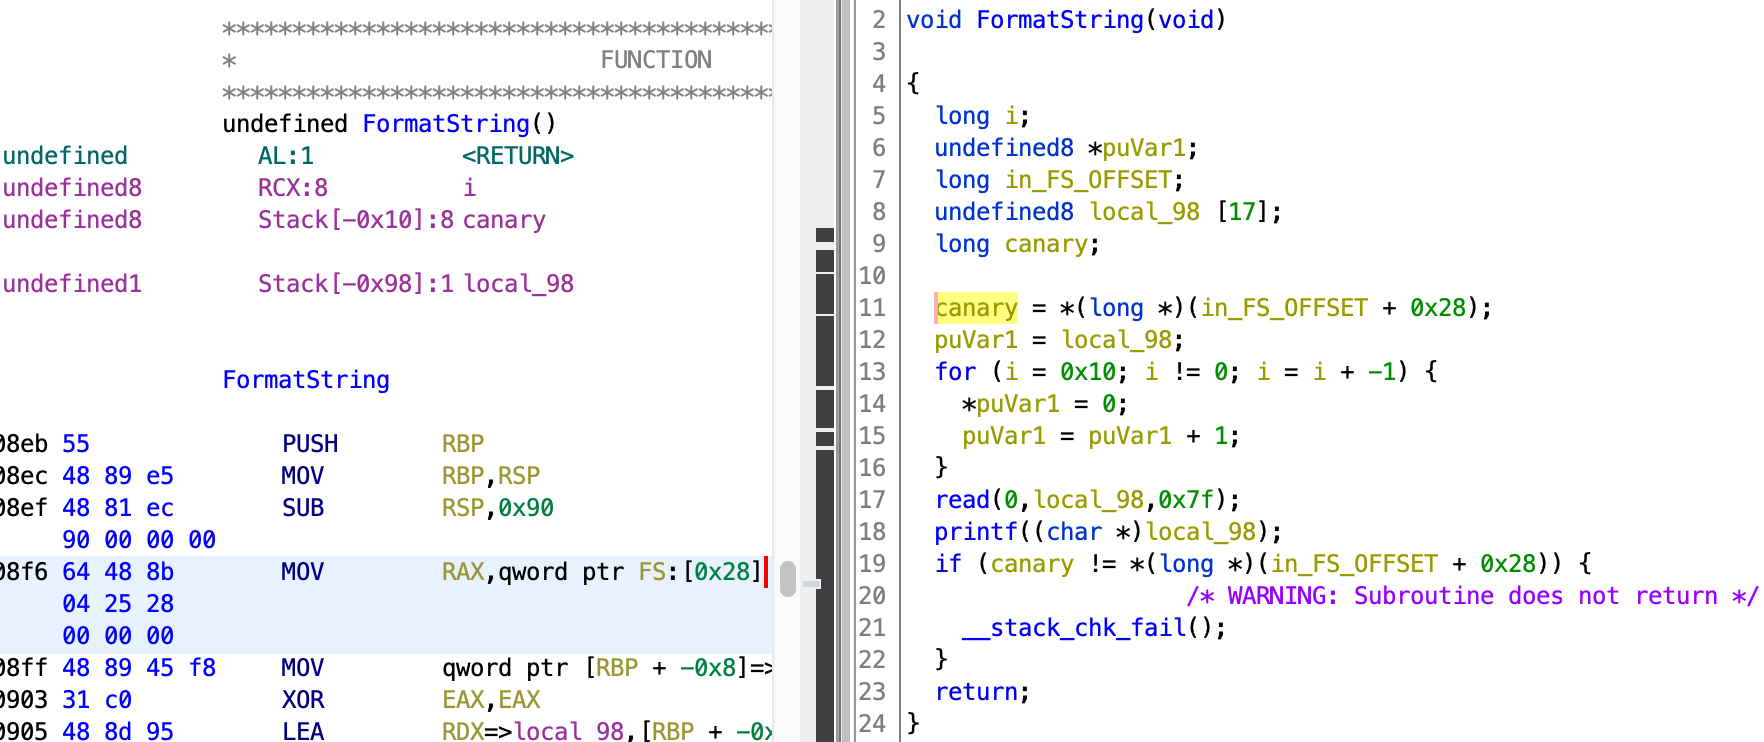 *****************************************
* FUNCTION
*****************************************
undefined FormatString()
undefined AL:1 <RETURN>
undefined8 RCX:8 i
undefined8 Stack[-0x10]:8 canary
undefined1 Stack[-0x98]:1 local_98
FormatString
08eb 55 PUSH RBP
08ec 48 89 e5 MOV RBP,RSP
08ef 48 81 ec SUB RSP,0x90
90 00 00 00
08f6 64 48 8b MOV RAX,qword ptr FS:[0x28]
04 25 28
00 00 00
08ff 48 89 45 f8 MOV qword ptr [RBP + -0x8]=>
0903 31 c0 XOR EAX,EAX
0905 48 8d 95 LEA RDX=>local_98,[RBP + -0x
2 void FormatString(void)
3
4 {
5 long i;
6 undefined8 *puVar1;
7 long in_FS_OFFSET;
8 undefined8 local_98 [17];
9 long canary;
10
11 canary = *(long *)(in_FS_OFFSET + 0x28);
12 puVar1 = local_98;
13 for (i = 0x10; i != 0; i = i + -1) {
14 *puVar1 = 0;
15 puVar1 = puVar1 + 1;
16 }
17 read(0,local_98,0x7f);
18 printf((char *)local_98);
19 if (canary != *(long *)(in_FS_OFFSET + 0x28)) {
20 /* WARNING: Subroutine does not return */
21 __stack_chk_fail();
22 }
23 return;
24 }